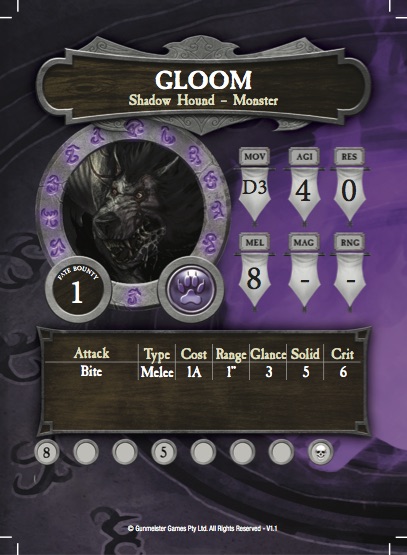 GLOOM
Shadow Hound – Monster
MOV AGI RES
D3 4 0
MEL MAG RNG
8 - -
FATE BOUNTY
1
Attack Type Cost Range Glance Solid Crit
Bite Melee 1A 1" 3 5 6
8 5
© Gunmeister Games Pty Ltd. All Rights Reserved - V1.1